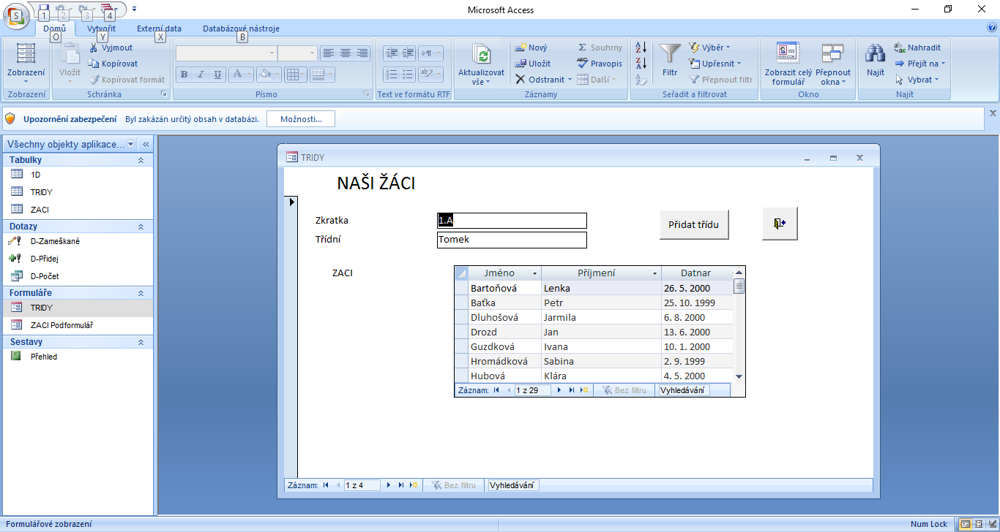 Microsoft Access
S 1 2 3 4
Domů Vytvořit Externí data Databázové nástroje
O Y X B
Zobrazení
Zobrazení
Vložit
Vyjmout
Kopírovat
Kopírovat formát
Schránka
B I U A
Písmo
Text ve formátu RTF
Aktualizovat vše
Nový
Uložit
Odstranit
Souhrny
Pravopis
Další
Záznamy
Filtr
Výběr
Upřesnit
Přepnout filtr
Seřadit a filtrovat
Zobrazit celý formulář
Přepnout okna
Okno
Najít
Nahradit
Přejít na
Vybrat
Najít
Upozornění zabezpečení Byl zakázán určitý obsah v databázi. Možnosti...
Všechny objekty aplikace...
Tabulky
1D
TRIDY
ZACI
Dotazy
D-Zameškané
D-Přidej
D-Počet
Formuláře
TRIDY
ZACI Podformulář
Sestavy
Přehled
TRIDY
NAŠI ŽÁCI
Zkratka 1.A
Třídní Tomek
Přidat třídu
ZACI
Jméno Příjmení Datnar
Bartoňová Lenka 26. 5. 2000
Baťka Petr 25. 10. 1999
Dluhošová Jarmila 6. 8. 2000
Drozd Jan 13. 6. 2000
Guzdková Ivana 10. 1. 2000
Hromádková Sabina 2. 9. 1999
Hubová Klára 4. 5. 2000
Záznam: 1 z 29 Bez filtru Vyhledávání
Záznam: 1 z 4 Bez filtru Vyhledávání
Formulářové zobrazení Num Lock